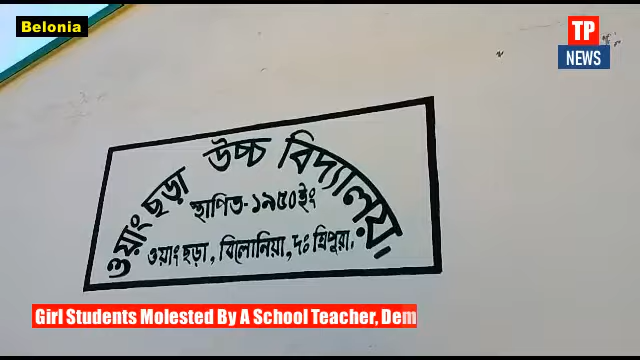 Belonia
TP
NEWS
ওয়াংছড়া উচ্চ বিদ্যালয়।
স্থাপিত-১৯৫০ইং
ওয়াংছড়া, বিলোনিয়া, দঃ ত্রিপুরা.
Girl Students Molested By A School Teacher, Dem